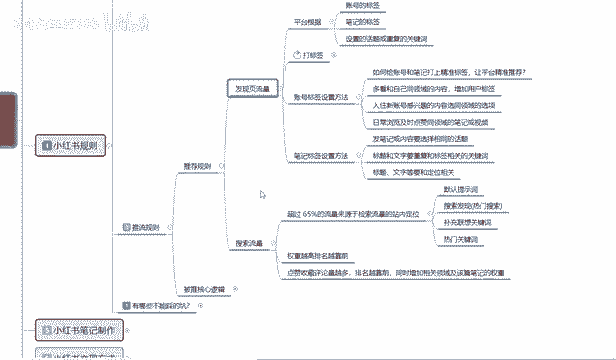 账号的标签
平台根据
笔记的标签
设置的话题或重复的关键词
打标签
发现页流量
如何给账号和笔记打上精准标签，让平台精准推荐?
多看和自己同领域的内容，增加用户标签
账号标签设置方法
入住新账号感兴趣的内容选同领域的选项
日常浏览及时点赞同领域的笔记或视频
小红书规则
推荐规则
发笔记或内容要选择相同的话题
笔记标签设置方法
标题和文字要重复和标签相关的关键词
标题、文字等要和定位相关
默认提示词
超过 65%的流量来源于检索流量的站内定位
搜索发现(热门搜索)
补充联想关键词
推流规则
搜索流量
热门关键词
权重越高排名越靠前
点赞收藏评论量越多，排名越靠前，同时增加相关领域及该篇笔记的权重
被推核心逻辑
有哪些不能踩的坑?
小红书笔记制作